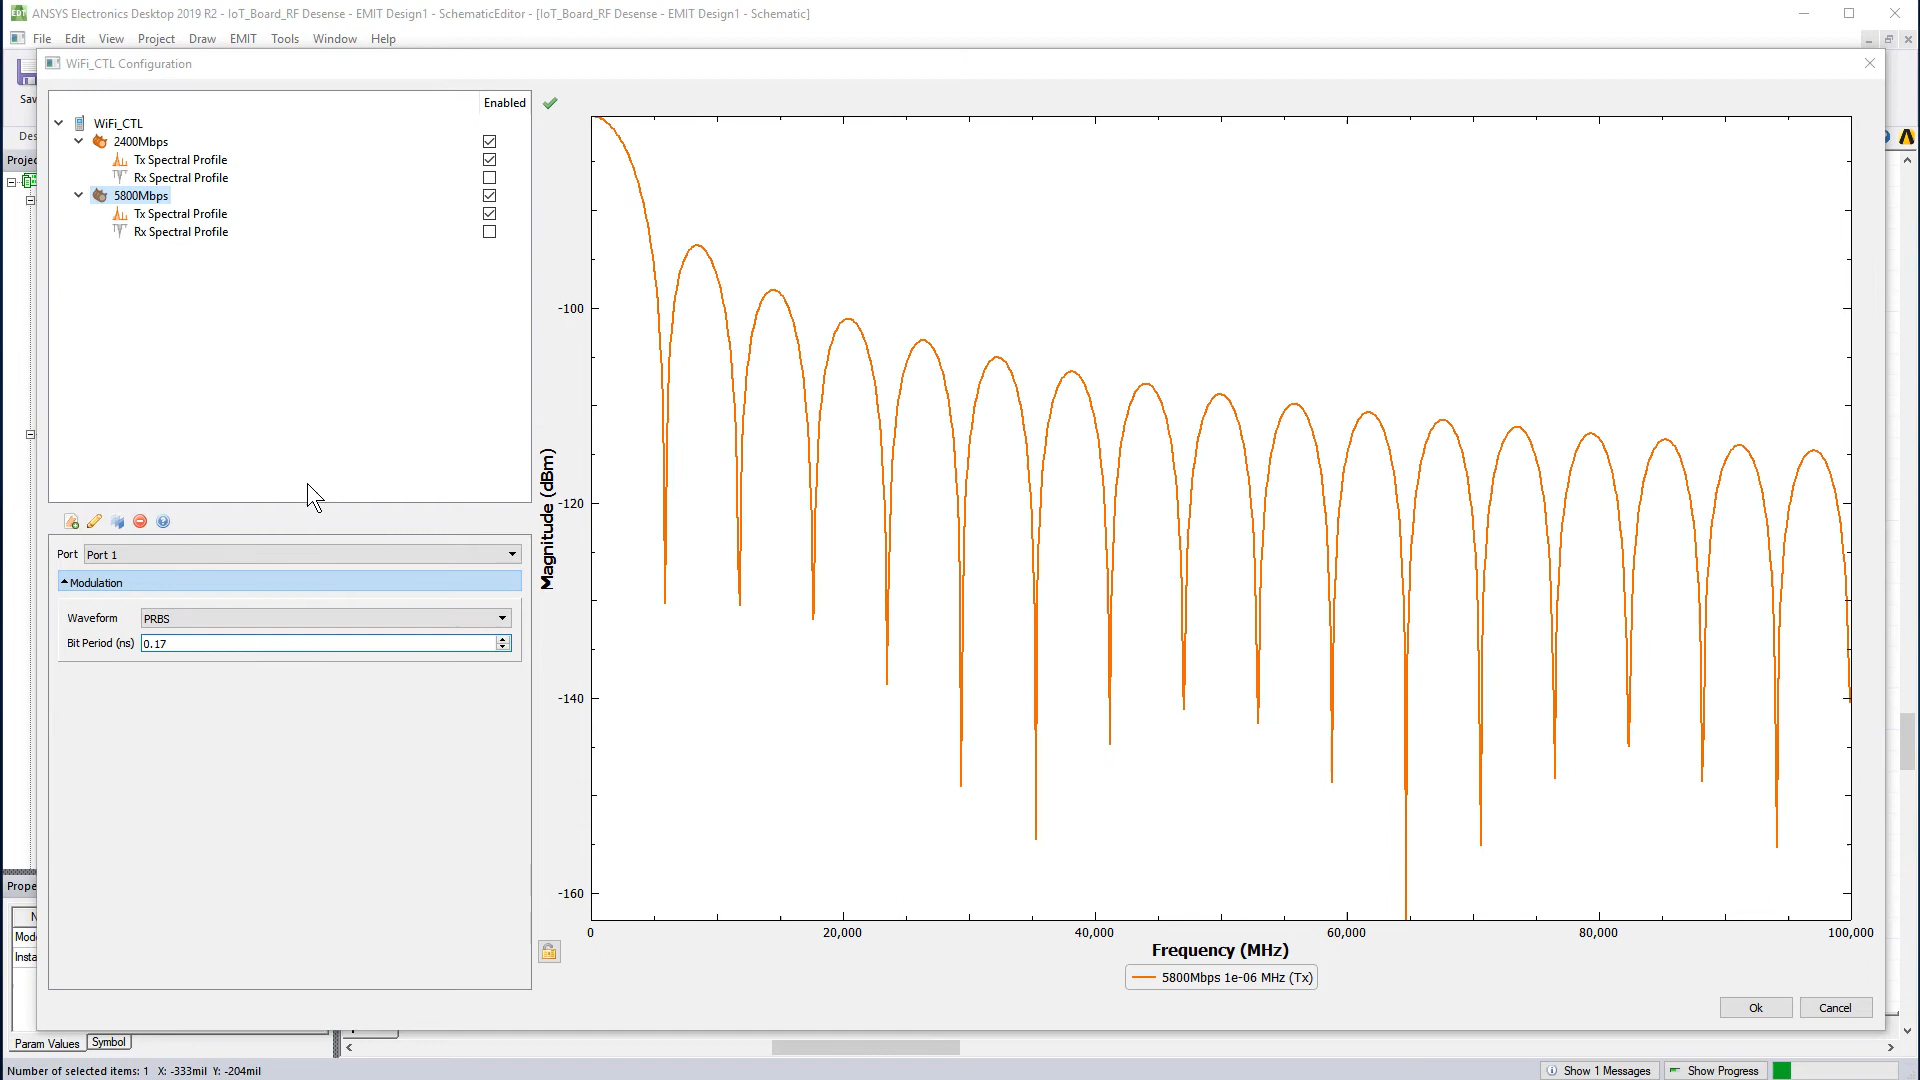 ANSYS Electronics Desktop 2019 R2 - IoT_Board_RF Desense - EMIT Design1 - SchematicEditor - [IoT_Board_RF Desense - EMIT Design1 - Schematic]
File Edit View Project Draw EMIT Tools Window Help
WiFi_CTL Configuration
Enabled
WiFi_CTL
2400Mbps
Tx Spectral Profile
Rx Spectral Profile
5800Mbps
Tx Spectral Profile
Rx Spectral Profile
Port Port 1
Modulation
Waveform PRBS
Bit Period (ns) 0.17
Magnitude (dBm)
-100
-120
-140
-160
0 20,000 40,000 60,000 80,000 100,000
Frequency (MHz)
5800Mbps 1e-06 MHz (Tx)
Ok Cancel
Param Values Symbol
Number of selected items: 1 X: -333mil Y: -204mil
Show 1 Messages Show Progress